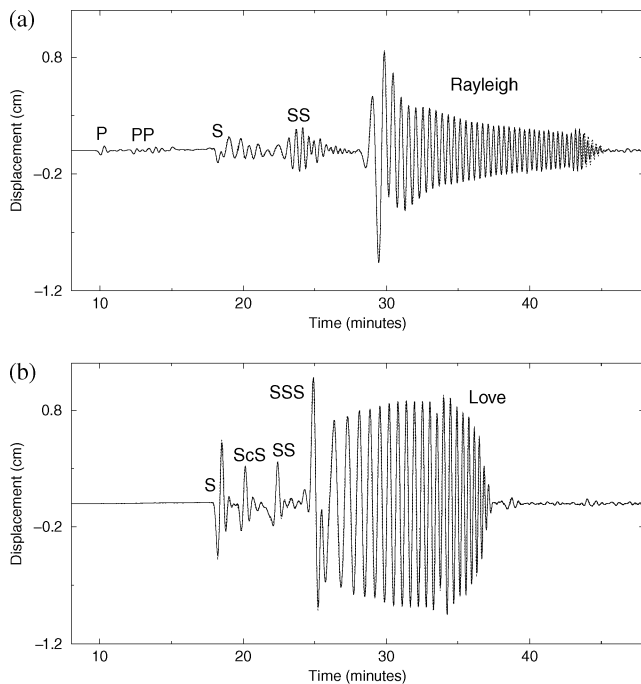 (a)
0.8
P PP S SS Rayleigh
Displacement (cm)
−0.2
−1.2
10 20 30 40
Time (minutes)
(b)
SSS
0.8
Love
ScS SS
S
Displacement (cm)
−0.2
−1.2
10 20 30 40
Time (minutes)